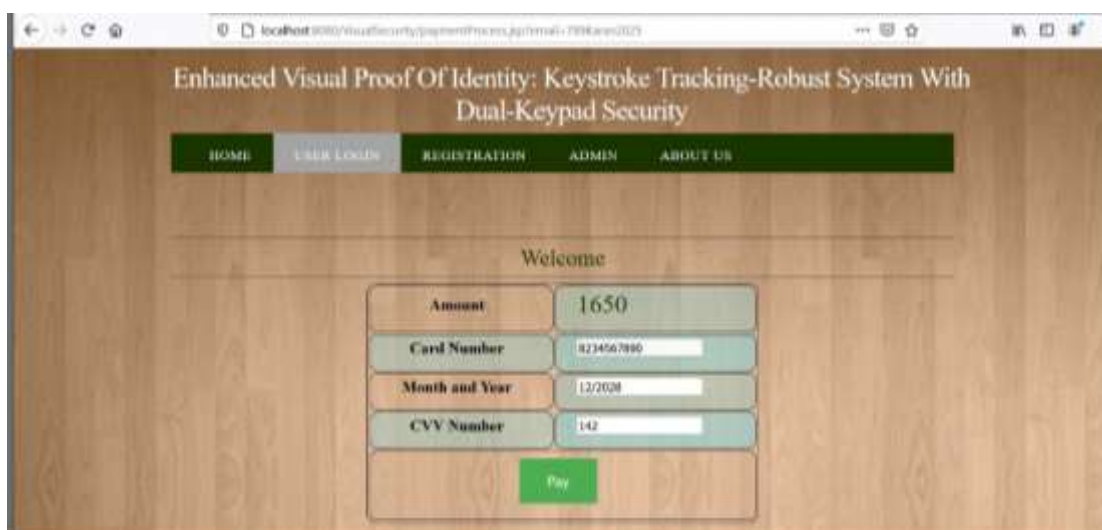 localhost
Enhanced Visual Proof Of Identity: Keystroke Tracking-Robust System With
Dual-Keypad Security
HOME USER LOGIN REGISTRATION ADMIN ABOUT US
Welcome
Amount 1650
Card Number 8234567890
Month and Year 12/2028
CVV Number 142
Pay